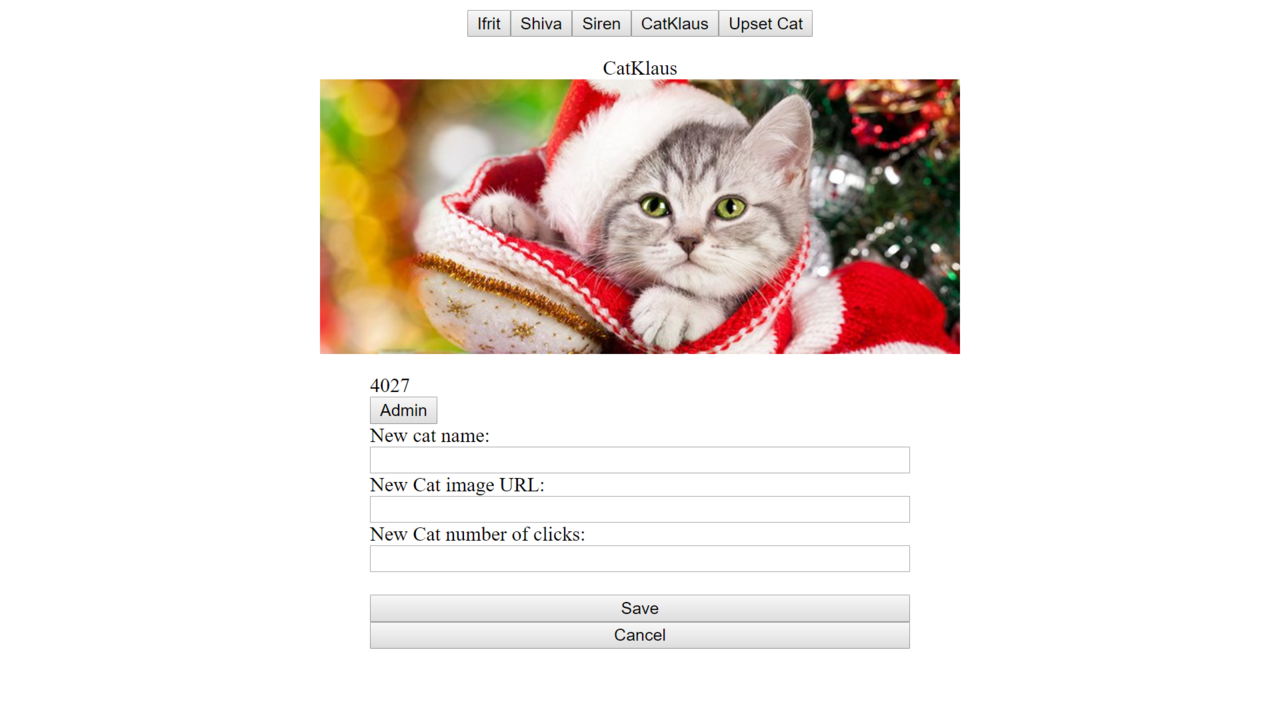 Ifrit Shiva Siren CatKlaus Upset Cat
CatKlaus
4027
Admin
New cat name:
New Cat image URL:
New Cat number of clicks:
Save
Cancel